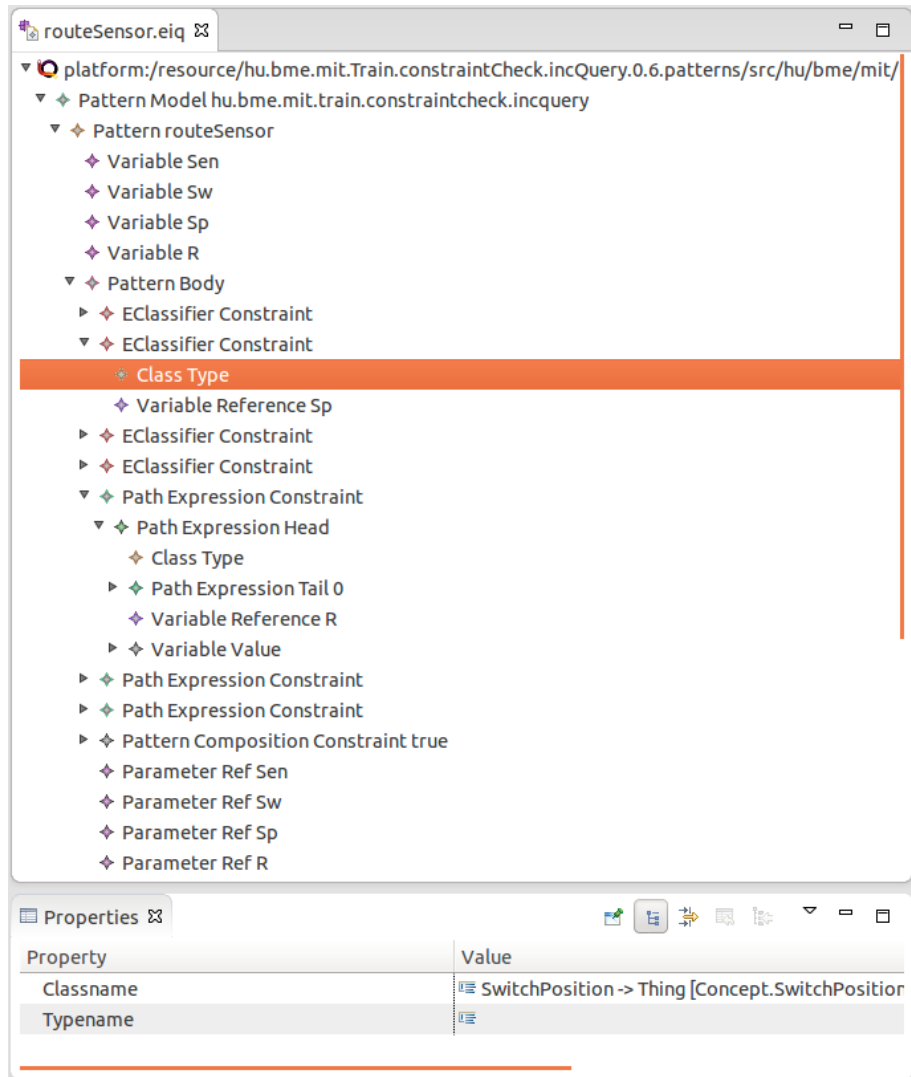 routeSensor.eiq
platform:/resource/hu.bme.mit.Train.constraintCheck.incQuery.0.6.patterns/src/hu/bme/mit/
Pattern Model hu.bme.mit.train.constraintcheck.incquery
Pattern routeSensor
Variable Sen
Variable Sw
Variable Sp
Variable R
Pattern Body
EClassifier Constraint
EClassifier Constraint
Class Type
Variable Reference Sp
EClassifier Constraint
EClassifier Constraint
Path Expression Constraint
Path Expression Head
Class Type
Path Expression Tail 0
Variable Reference R
Variable Value
Path Expression Constraint
Path Expression Constraint
Pattern Composition Constraint true
Parameter Ref Sen
Parameter Ref Sw
Parameter Ref Sp
Parameter Ref R
Properties
Property Value
Classname SwitchPosition -> Thing [Concept.SwitchPosition
Typename